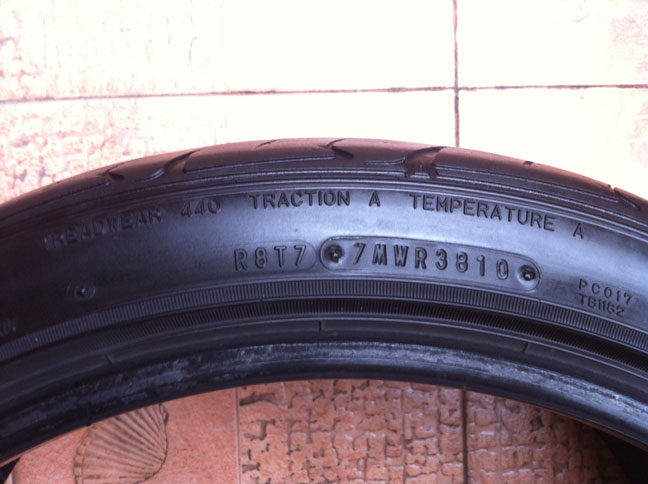 TREADWEAR 440 TRACTION A TEMPERATURE A
R8T7 7MWR3810
PC017
TB1162